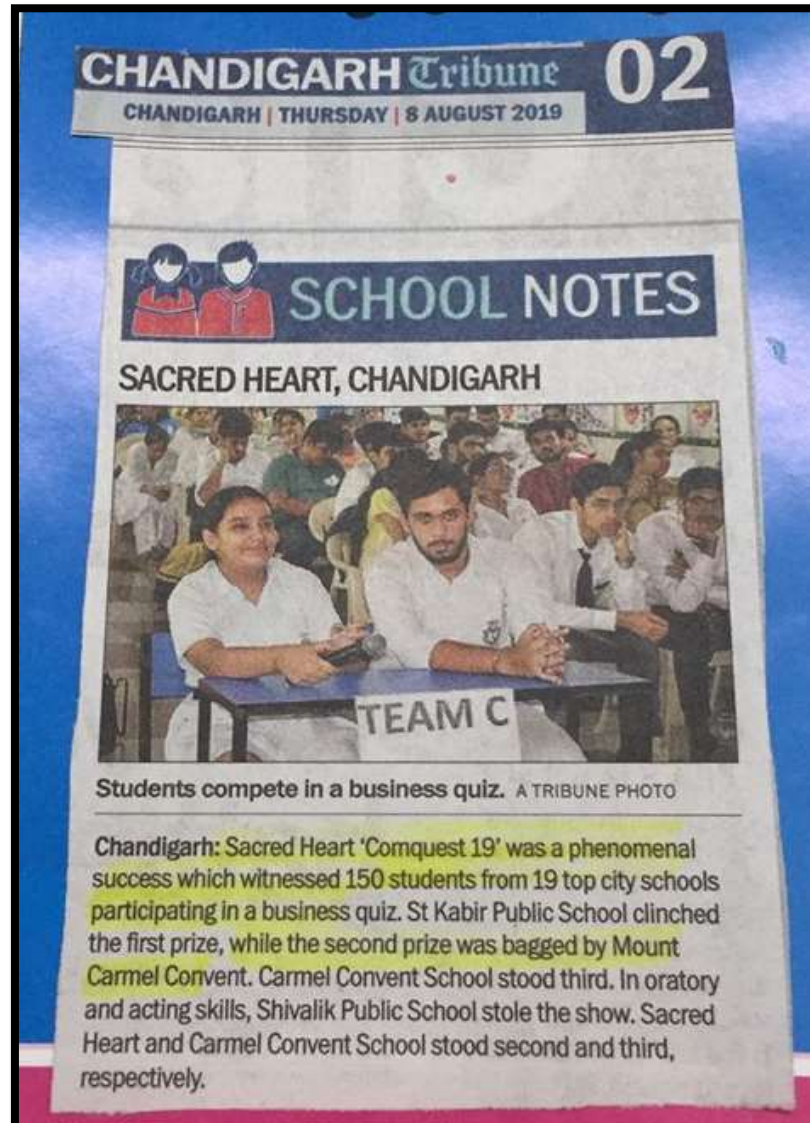 CHANDIGARH Tribune 02
CHANDIGARH | THURSDAY | 8 AUGUST 2019
SCHOOL NOTES
SACRED HEART, CHANDIGARH
TEAM C
Students compete in a business quiz. A TRIBUNE PHOTO
Chandigarh: Sacred Heart ‘Comquest 19’ was a phenomenal
success which witnessed 150 students from 19 top city schools
participating in a business quiz. St Kabir Public School clinched
the first prize, while the second prize was bagged by Mount
Carmel Convent. Carmel Convent School stood third. In oratory
and acting skills, Shivalik Public School stole the show. Sacred
Heart and Carmel Convent School stood second and third,
respectively.